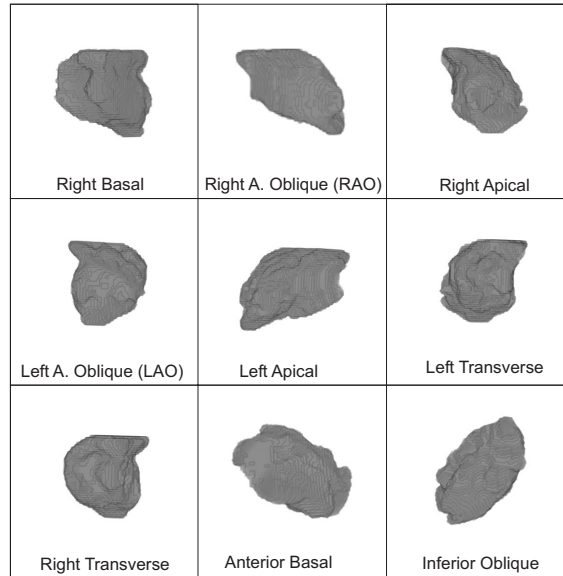 Right Basal
Right A. Oblique (RAO)
Right Apical
Left A. Oblique (LAO)
Left Apical
Left Transverse
Right Transverse
Anterior Basal
Inferior Oblique